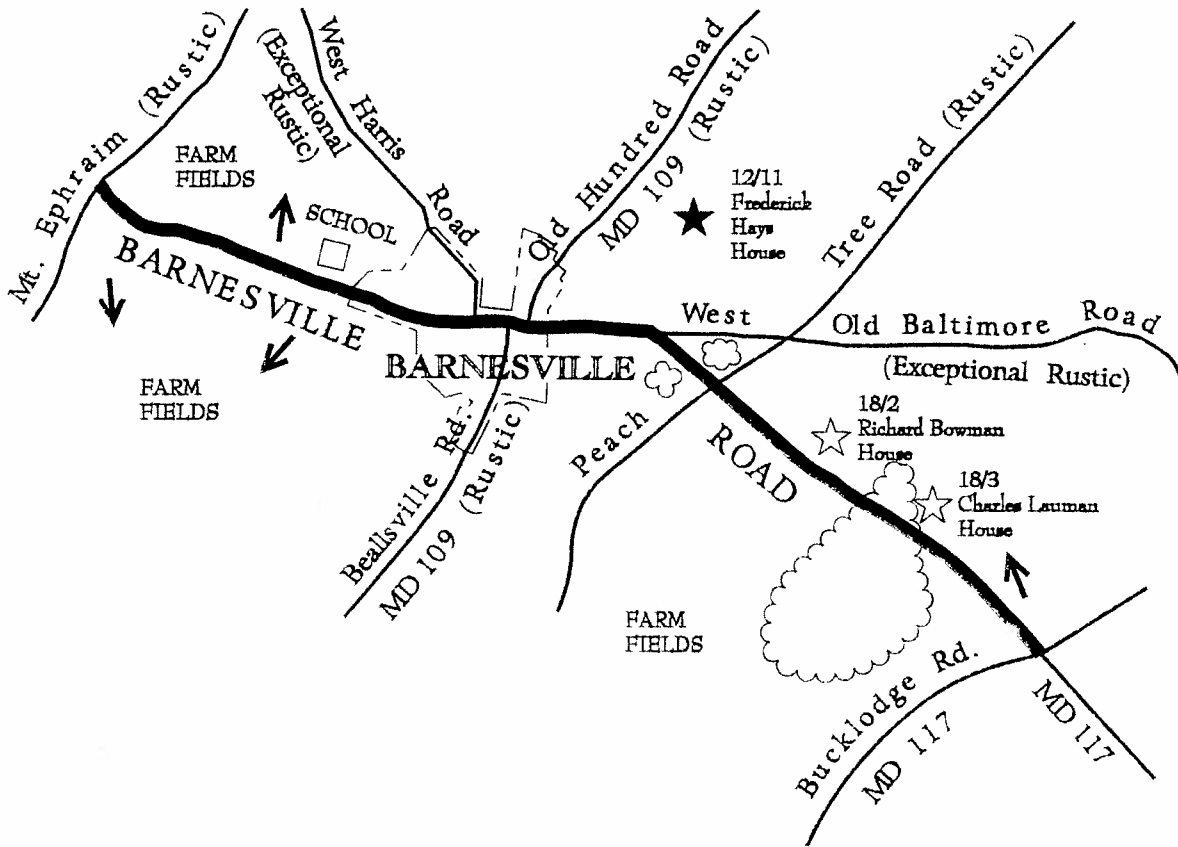 Mt. Ephraim (Rustic)
West Harris Road
(Exceptional
Rustic)
Old Hundred Road
MD 109 (Rustic)
Peach Tree Road (Rustic)
FARM
FIELDS
SCHOOL
12/11
Frederick
Hays
House
BARNESVILLE ROAD
West Old Baltimore Road
(Exceptional Rustic)
BARNESVILLE
FARM
FIELDS
Beallsville Rd.
MD 109 (Rustic)
18/2
Richard Bowman
House
18/3
Charles Lauman
House
FARM
FIELDS
Bucklodge Rd.
MD 117
MD 117